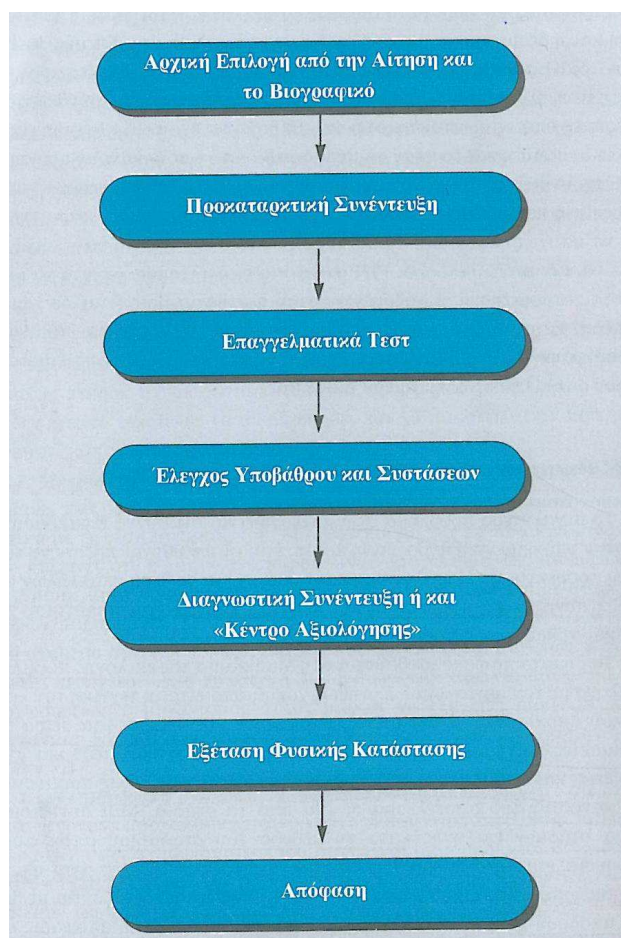 Αρχική Επιλογή από την Αίτηση και
το Βιογραφικό
Προκαταρκτική Συνέντευξη
Επαγγελματικά Τεστ
Έλεγχος Υποβάθρου και Συστάσεων
Διαγνωστική Συνέντευξη ή και
«Κέντρο Αξιολόγησης»
Εξέταση Φυσικής Κατάστασης
Απόφαση